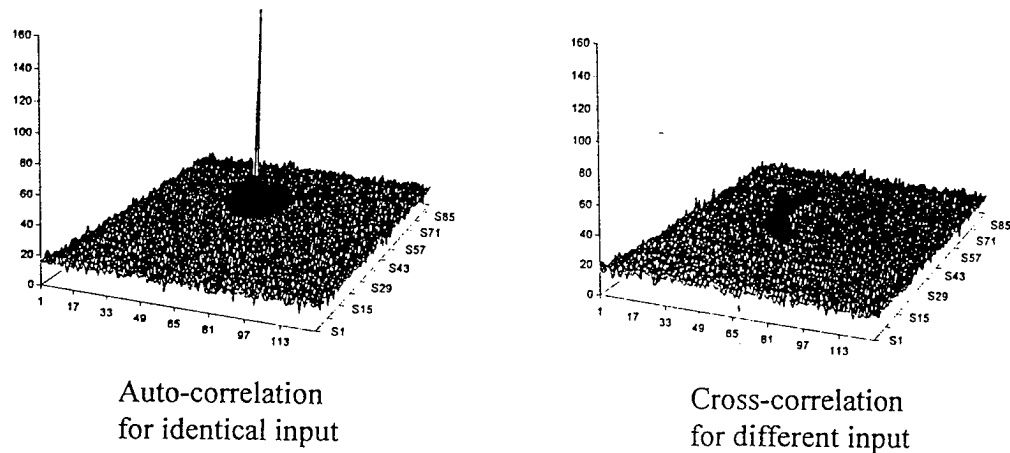 160
140
120
100
80
60
40
20
0
1 17 33 49 65 81 97 113
S1
S15
S29
S43
S57
S71
S85
Auto-correlation
for identical input
160
140
120
100
80
60
40
20
0
1 17 33 49 65 81 97 113
S1
S15
S29
S43
S57
S71
S85
Cross-correlation
for different input